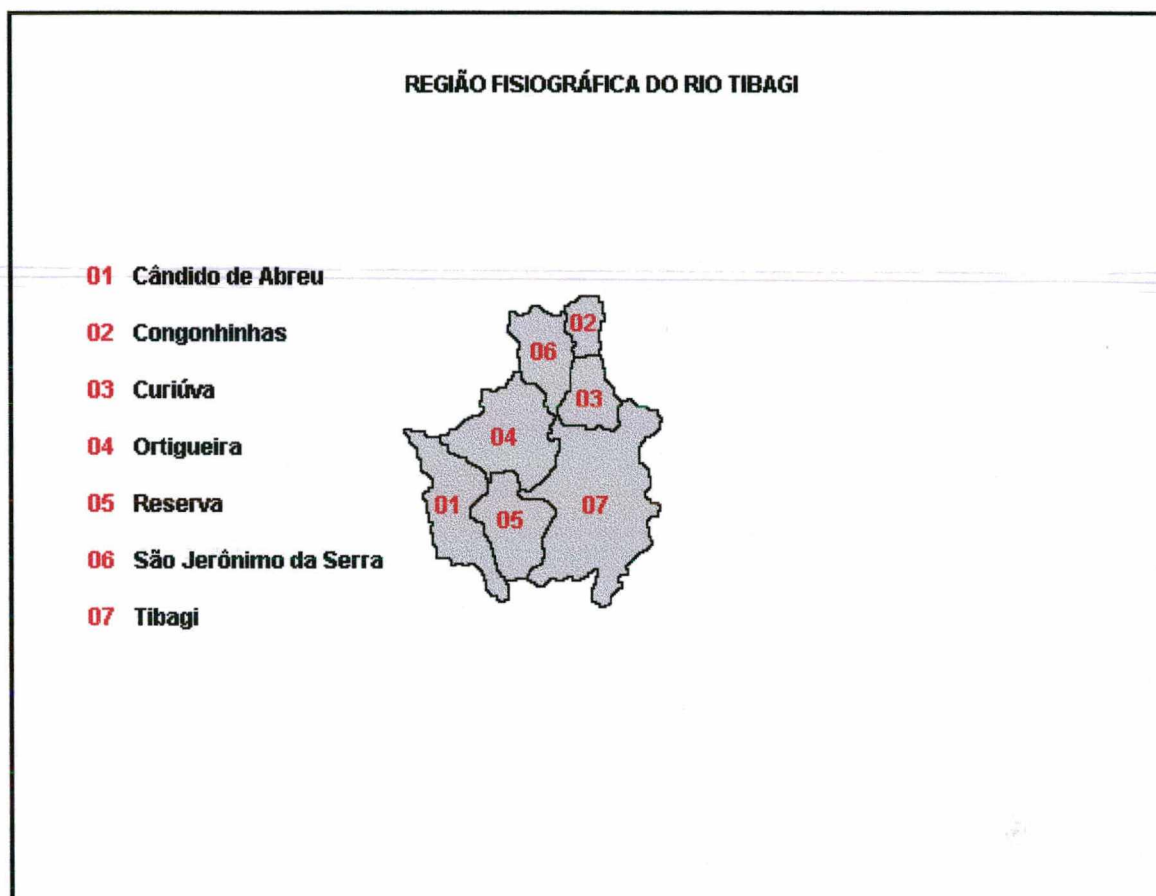 REGIÃO FISIOGRÁFICA DO RIO TIBAGI
01 Cândido de Abreu
02 Congonhinhas
03 Curiúva
04 Ortigueira
05 Reserva
06 São Jerônimo da Serra
07 Tibagi
02
06
03
04
01
05
07